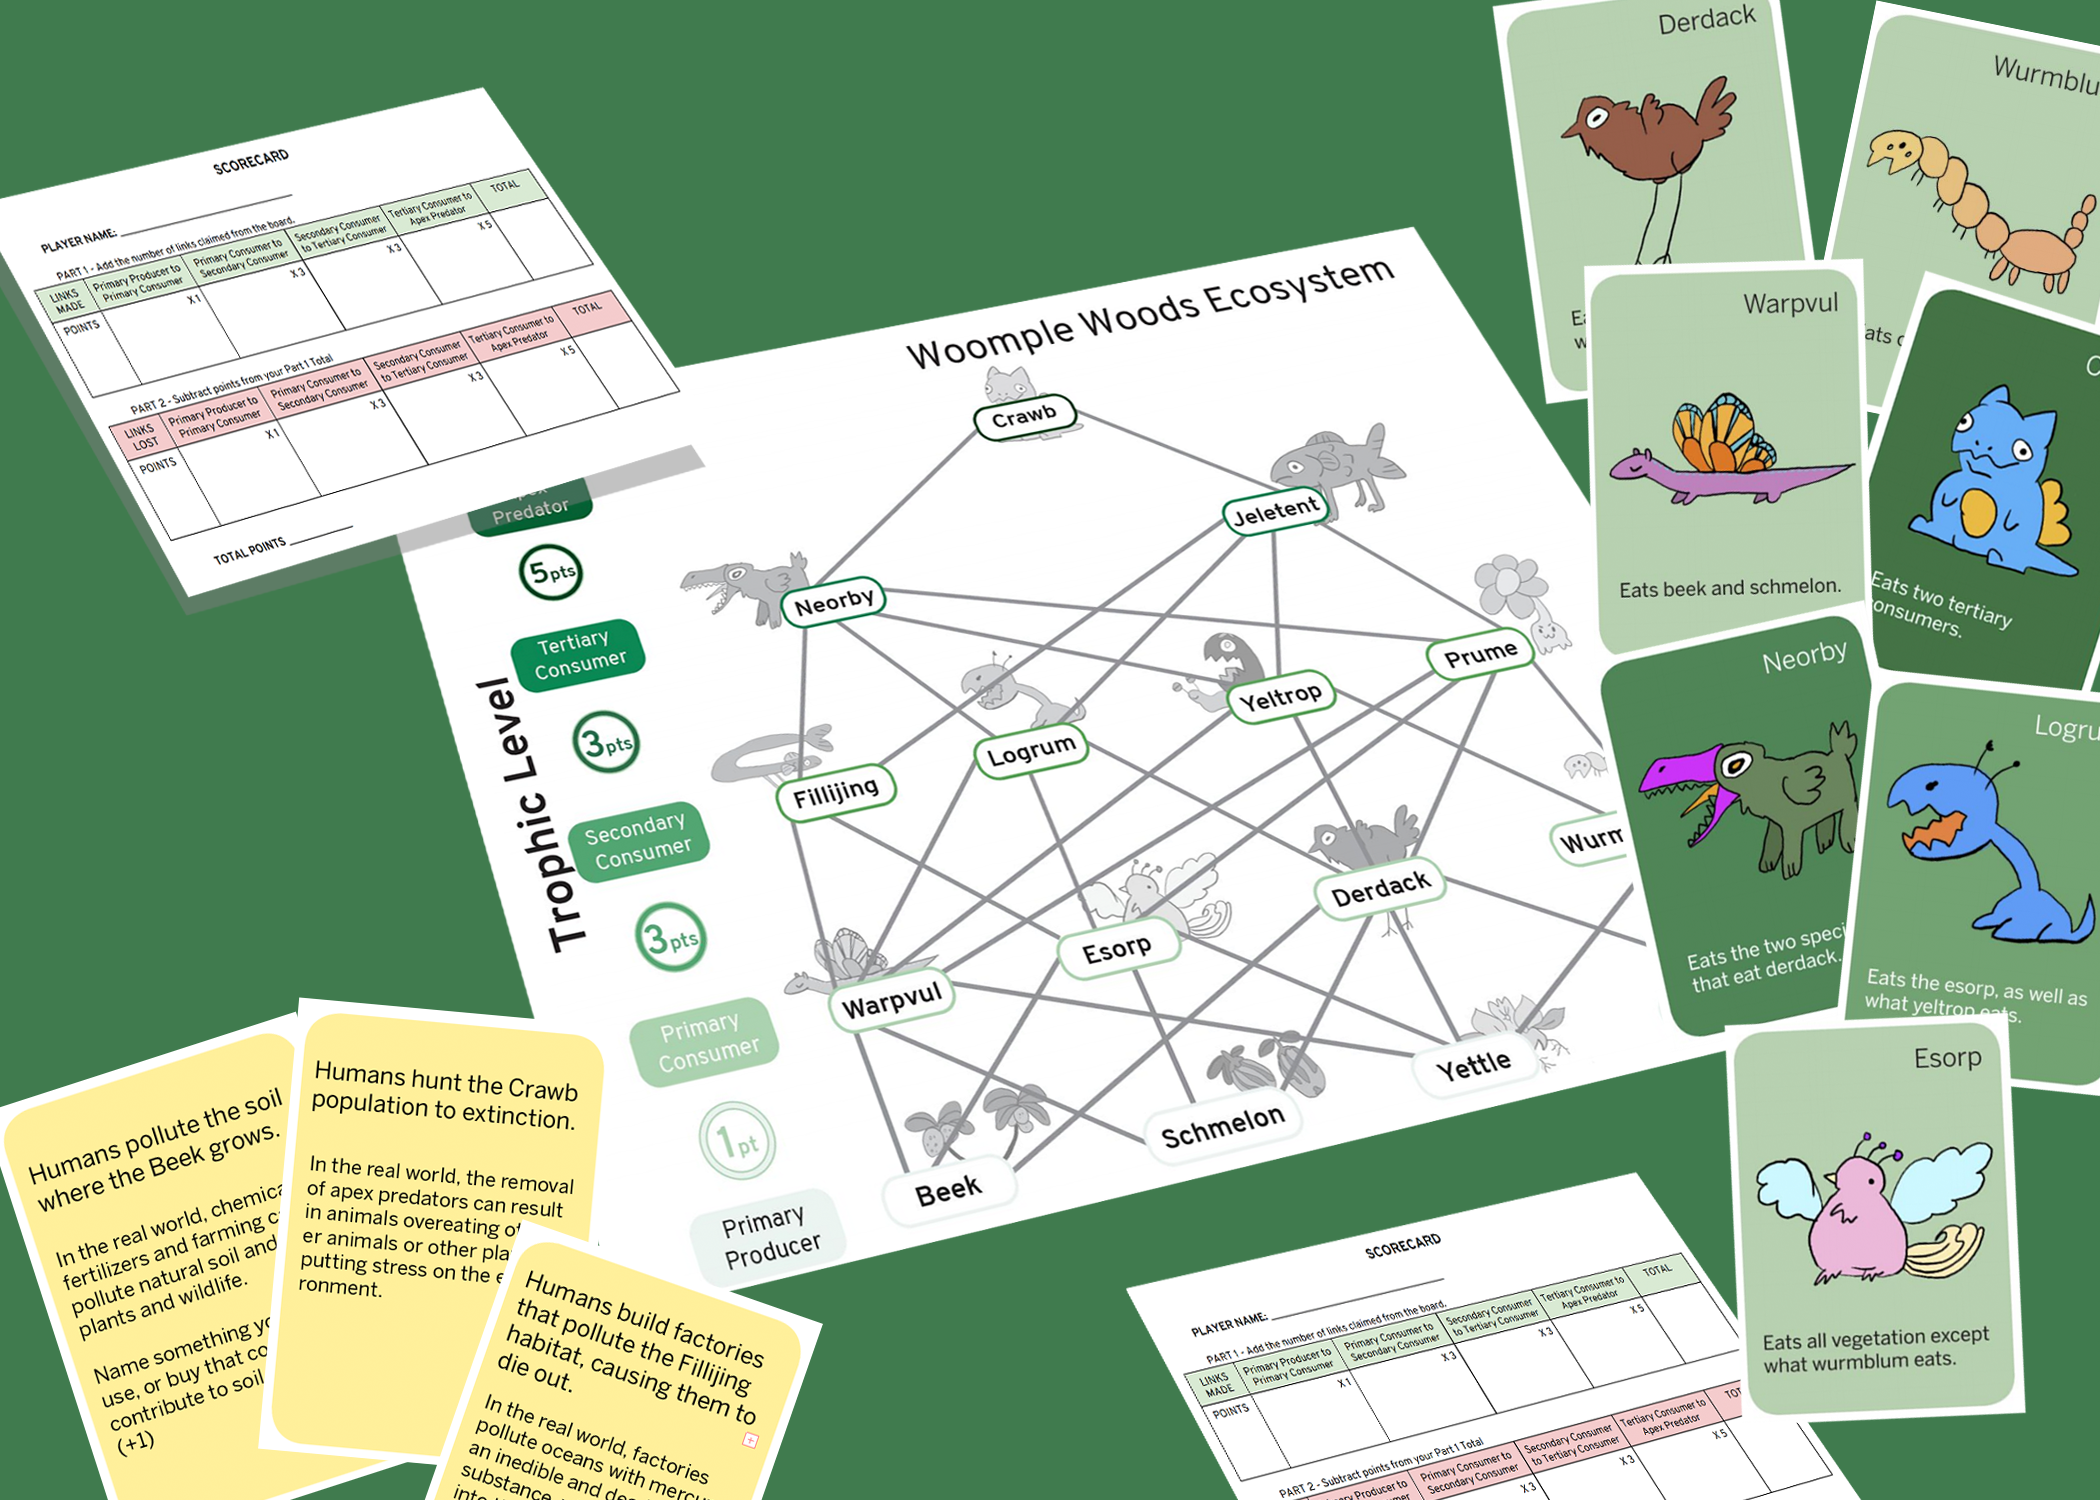 SCORECARD
PLAYER NAME:
PART 1 - Add the number of links claimed from the board.
LINKS MADE
Primary Producer to Primary Consumer
Primary Consumer to Secondary Consumer
Secondary Consumer to Tertiary Consumer
Tertiary Consumer to Apex Predator
TOTAL
POINTS
X1
X3
X3
X5
PART 2 - Subtract points from your Part 1 Total
LINKS LOST
Primary Producer to Primary Consumer
Primary Consumer to Secondary Consumer
Secondary Consumer to Tertiary Consumer
Tertiary Consumer to Apex Predator
TOTAL
POINTS
X1
X3
X3
X5
TOTAL POINTS
Woomple Woods Ecosystem
Trophic Level
Predator
5pts
Tertiary
Consumer
3pts
Secondary
Consumer
3pts
Primary
Consumer
1pt
Primary
Producer
Crawb
Jeletent
Neorby
Prume
Yeltrop
Logrum
Fillijing
Wurm
Derdack
Esorp
Warpvul
Yettle
Schmelon
Beek
Derdack
Wurmblu
Warpvul
Eats beek and schmelon.
Eats two tertiary
consumers.
Neorby
Eats the two speci
that eat derdack.
Logru
Eats the esorp, as well as
what yeltrop eats.
Esorp
Eats all vegetation except
what wurmblum eats.
Humans pollute the soil
where the Beek grows.
In the real world, chemica
fertilizers and farming c
pollute natural soil and
plants and wildlife.
Name something yo
use, or buy that co
contribute to soil
(+1)
Humans hunt the Crawb
population to extinction.
In the real world, the removal
of apex predators can result
in animals overeating ot
er animals or other pla
putting stress on the e
ronment.
Humans build factories
that pollute the Fillijing
habitat, causing them to
die out.
In the real world, factories
pollute oceans with mercu
an inedible and dea
substance
SCORECARD
PLAYER NAME:
PART 1 - Add the number of links claimed from the board.
LINKS MADE
Primary Producer to Primary Consumer
Primary Consumer to Secondary Consumer
Secondary Consumer to Tertiary Consumer
Tertiary Consumer to Apex Predator
TOTAL
POINTS
X1
X3
X3
X5
PART 2 - Subtract points from your Part 1 Total
Primary Producer to
Primary Consumer to Secondary Consumer
Secondary Consumer to Tertiary Consumer
Tertiary Consumer to Apex Predator
TOT
X3
X3
X5